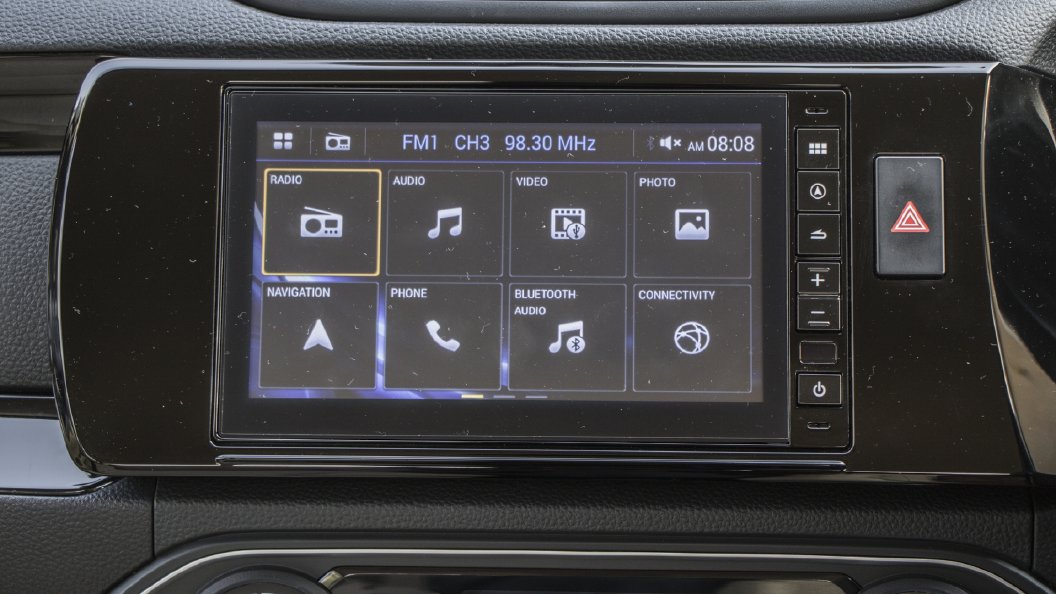 FM1 CH3 98.30 MHz AM 08:08
RADIO AUDIO VIDEO PHOTO
NAVIGATION PHONE BLUETOOTH AUDIO CONNECTIVITY